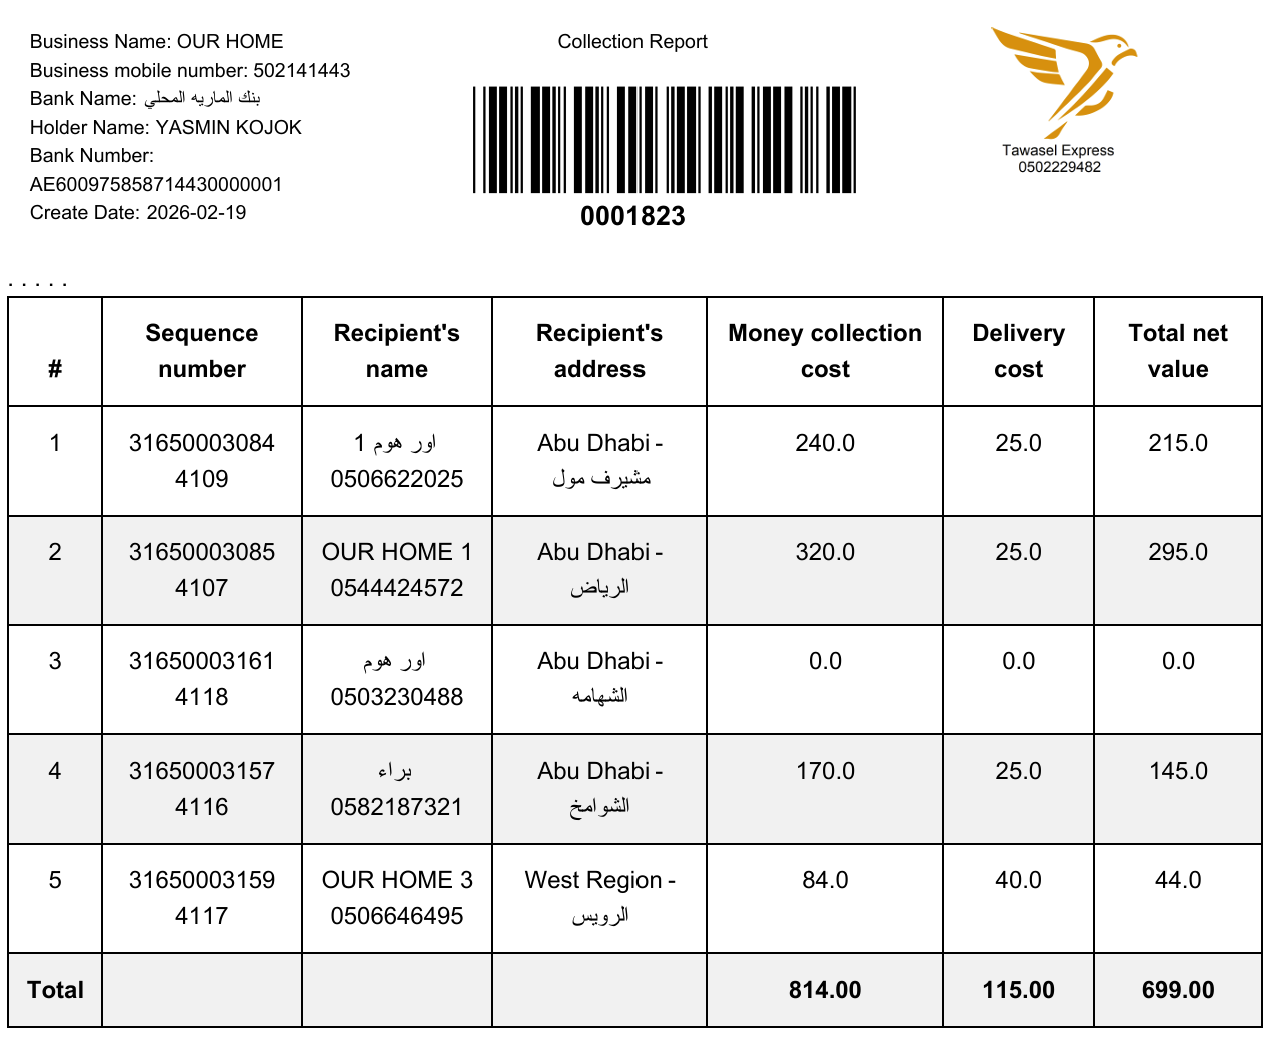 Business Name: OUR HOME
Business mobile number: 502141443
Bank Name: بنك الماريه المحلي
Holder Name: YASMIN KOJOK
Bank Number:
AE600975858714430000001
Create Date: 2026-02-19
Collection Report
0001823
Tawasel Express
0502229482
. . . . .
# Sequence number Recipient's name Recipient's address Money collection cost Delivery cost Total net value
1 31650003084 اور هوم 1 Abu Dhabi - 240.0 25.0 215.0
4109 0506622025 مشيرف مول
2 31650003085 OUR HOME 1 Abu Dhabi - 320.0 25.0 295.0
4107 0544424572 الرياض
3 31650003161 اور هوم Abu Dhabi - 0.0 0.0 0.0
4118 0503230488 الشهامه
4 31650003157 براء Abu Dhabi - 170.0 25.0 145.0
4116 0582187321 الشوامخ
5 31650003159 OUR HOME 3 West Region - 84.0 40.0 44.0
4117 0506646495 الرويس
Total 814.00 115.00 699.00